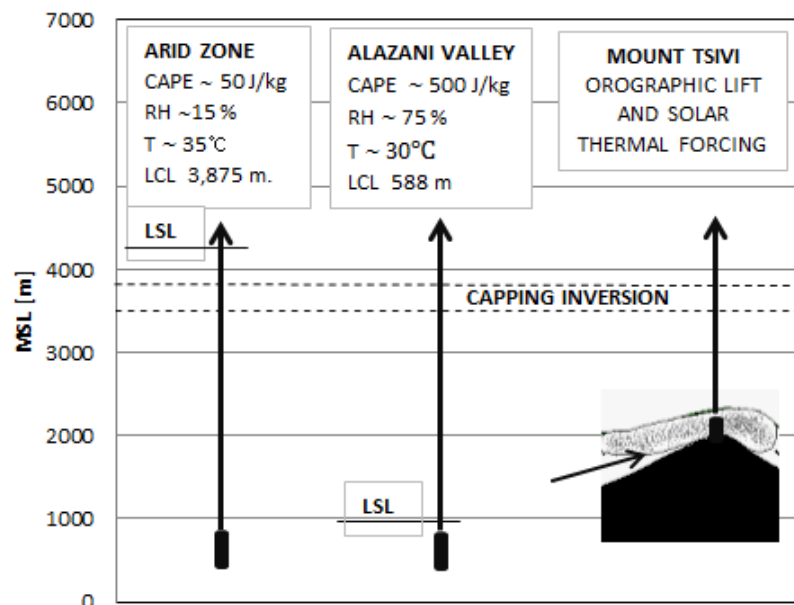 7000
6000
5000
4000
3000
2000
1000
0
MSL [m]
ARID ZONE
CAPE ~ 50 J/kg
RH ~15 %
T ~ 35℃
LCL 3,875 m.
LSL
ALAZANI VALLEY
CAPE ~ 500 J/kg
RH ~ 75 %
T ~ 30℃
LCL 588 m
LSL
MOUNT TSIVI
OROGRAPHIC LIFT
AND SOLAR
THERMAL FORCING
CAPPING INVERSION